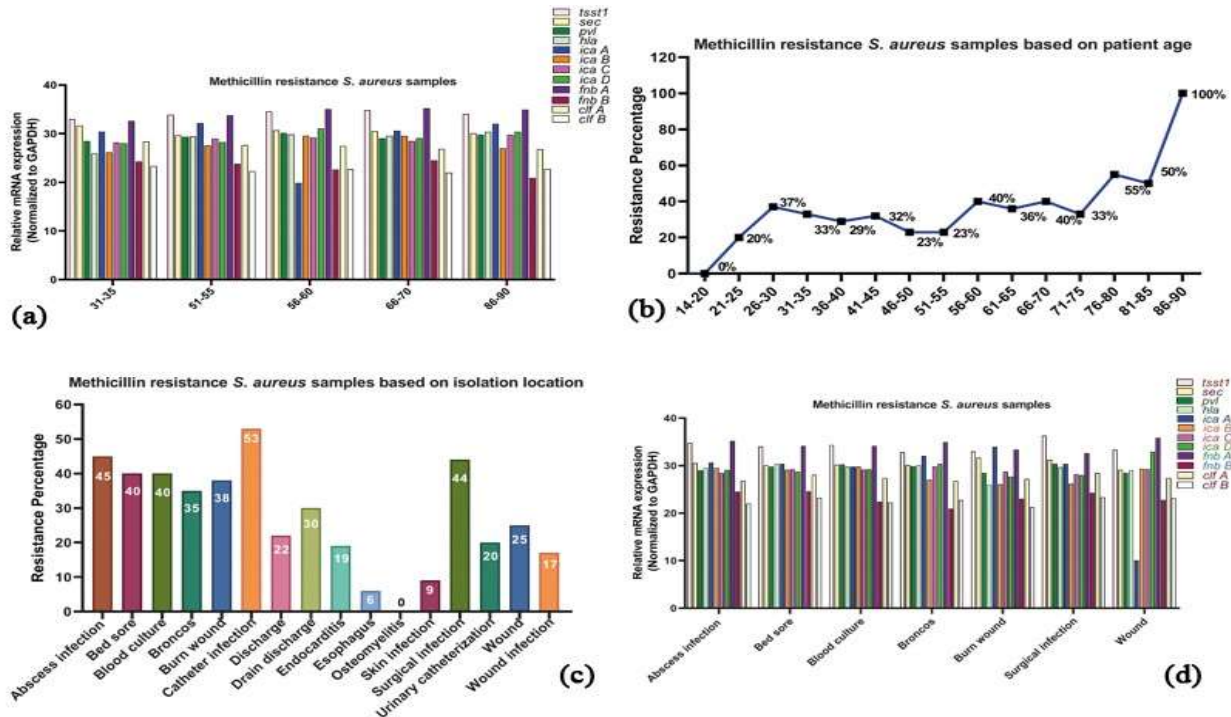 tsst1
sec
pvl
hla
ica A
ica B
ica C
ica D
fnb A
fnb B
clf A
clf B
Methicillin resistance S. aureus samples
Relative mRNA expression
(Normalized to GAPDH)
40
30
20
10
0
31-35
51-55
56-60
66-70
86-90
(a)
Methicillin resistance S. aureus samples based on patient age
Resistance Percentage
120
100
80
60
40
20
0
0%
20%
37%
33%
29%
32%
23%
23%
40%
36%
40%
33%
55%
50%
100%
14-20
21-25
26-30
31-35
36-40
41-45
46-50
51-55
56-60
61-65
66-70
71-75
76-80
81-85
86-90
(b)
Methicillin resistance S. aureus samples based on isolation location
Resistance Percentage
60
50
40
30
20
10
0
45
40
40
35
38
53
22
30
19
6
0
9
44
20
25
17
Abscess infection
Bed sore
Blood culture
Broncos
Burn wound
Catheter infection
Discharge
Drain discharge
Endocarditis
Esophagus
Osteomyelitis
Skin infection
Surgical infection
Urinary catheterization
Wound
Wound infection
(c)
tsst1
sec
pvl
hla
ica A
ica B
ica C
ica D
fnb A
fnb B
clf A
clf B
Methicillin resistance S. aureus samples
Relative mRNA expression
(Normalized to GAPDH)
40
30
20
10
0
Abscess infection
Bed sore
Blood culture
Broncos
Burn wound
Surgical infection
Wound
(d)